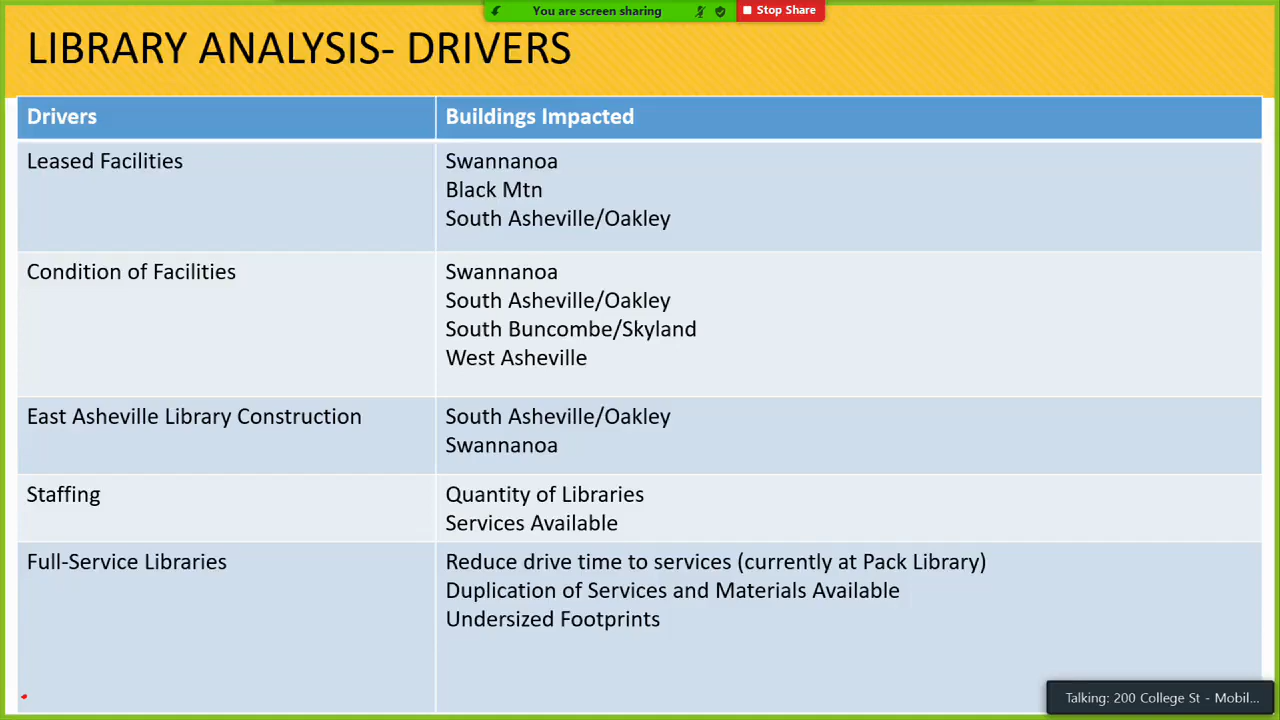 You are screen sharing
Stop Share
LIBRARY ANALYSIS- DRIVERS
Drivers
Buildings Impacted
Leased Facilities
Swannanoa
Black Mtn
South Asheville/Oakley
Condition of Facilities
Swannanoa
South Asheville/Oakley
South Buncombe/Skyland
West Asheville
East Asheville Library Construction
South Asheville/Oakley
Swannanoa
Staffing
Quantity of Libraries
Services Available
Full-Service Libraries
Reduce drive time to services (currently at Pack Library)
Duplication of Services and Materials Available
Undersized Footprints
Talking: 200 College St - Mobil...